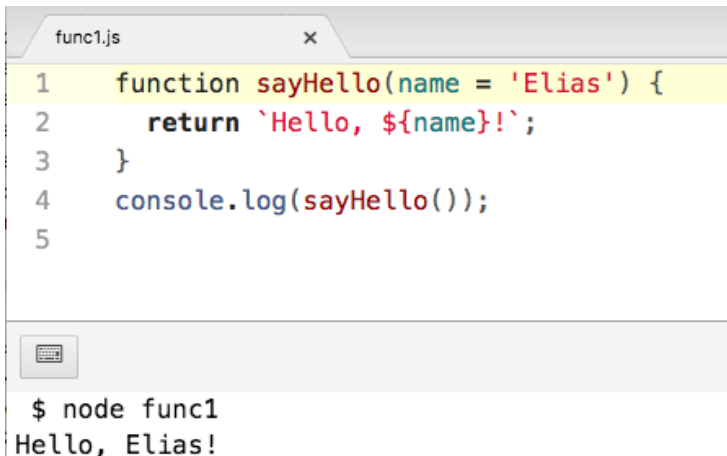 func1.js ×
1 function sayHello(name = 'Elias') {
2 return `Hello, ${name}!`;
3 }
4 console.log(sayHello());
5
$ node func1
Hello, Elias!